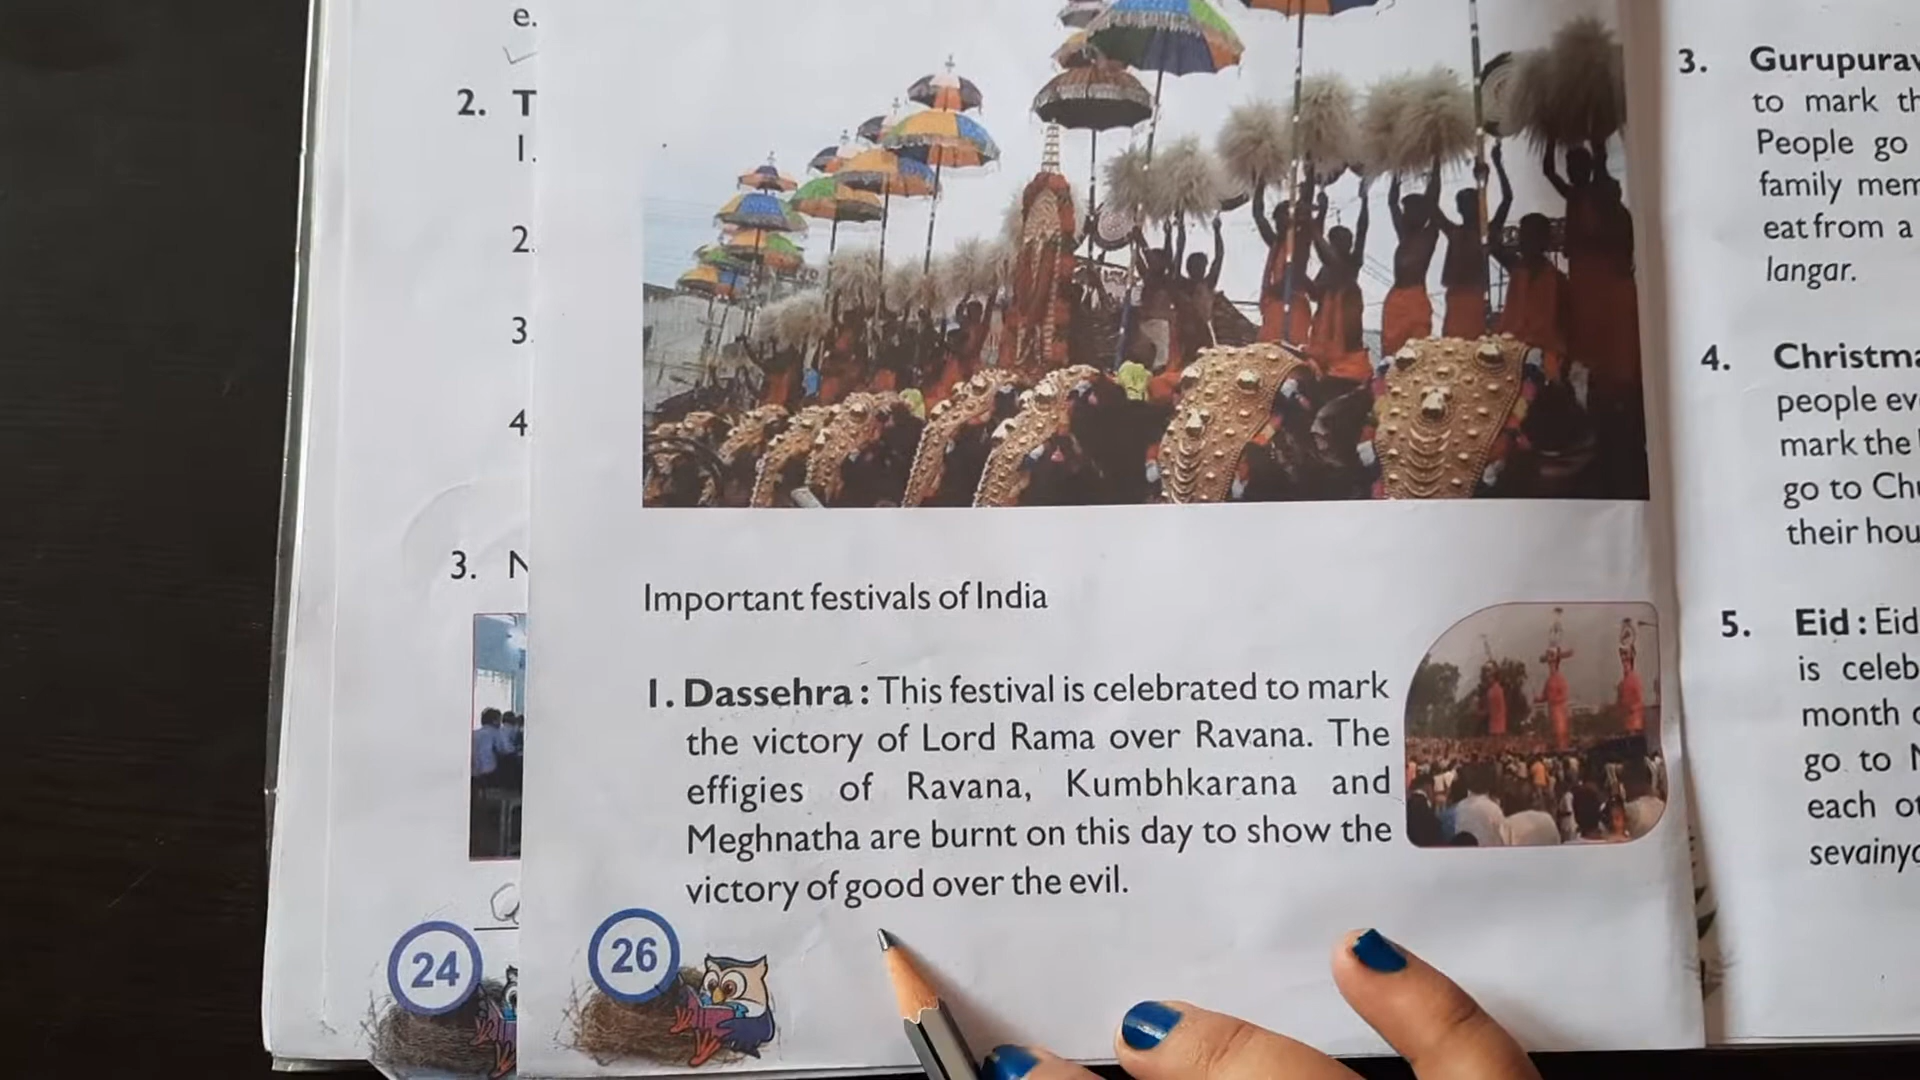 e.
2. T
1.
2.
3.
4
3. N
24
Important festivals of India
1. Dassehra : This festival is celebrated to mark
the victory of Lord Rama over Ravana. The
effigies of Ravana, Kumbhkarana and
Meghnatha are burnt on this day to show the
victory of good over the evil.
26
3. Gurupurav
to mark th
People go
family mem
eat from a
langar.
4. Christma
people ev
mark the
go to Chu
their hou
5. Eid : Eid
is celeb
month
go to
each ot
sevainya